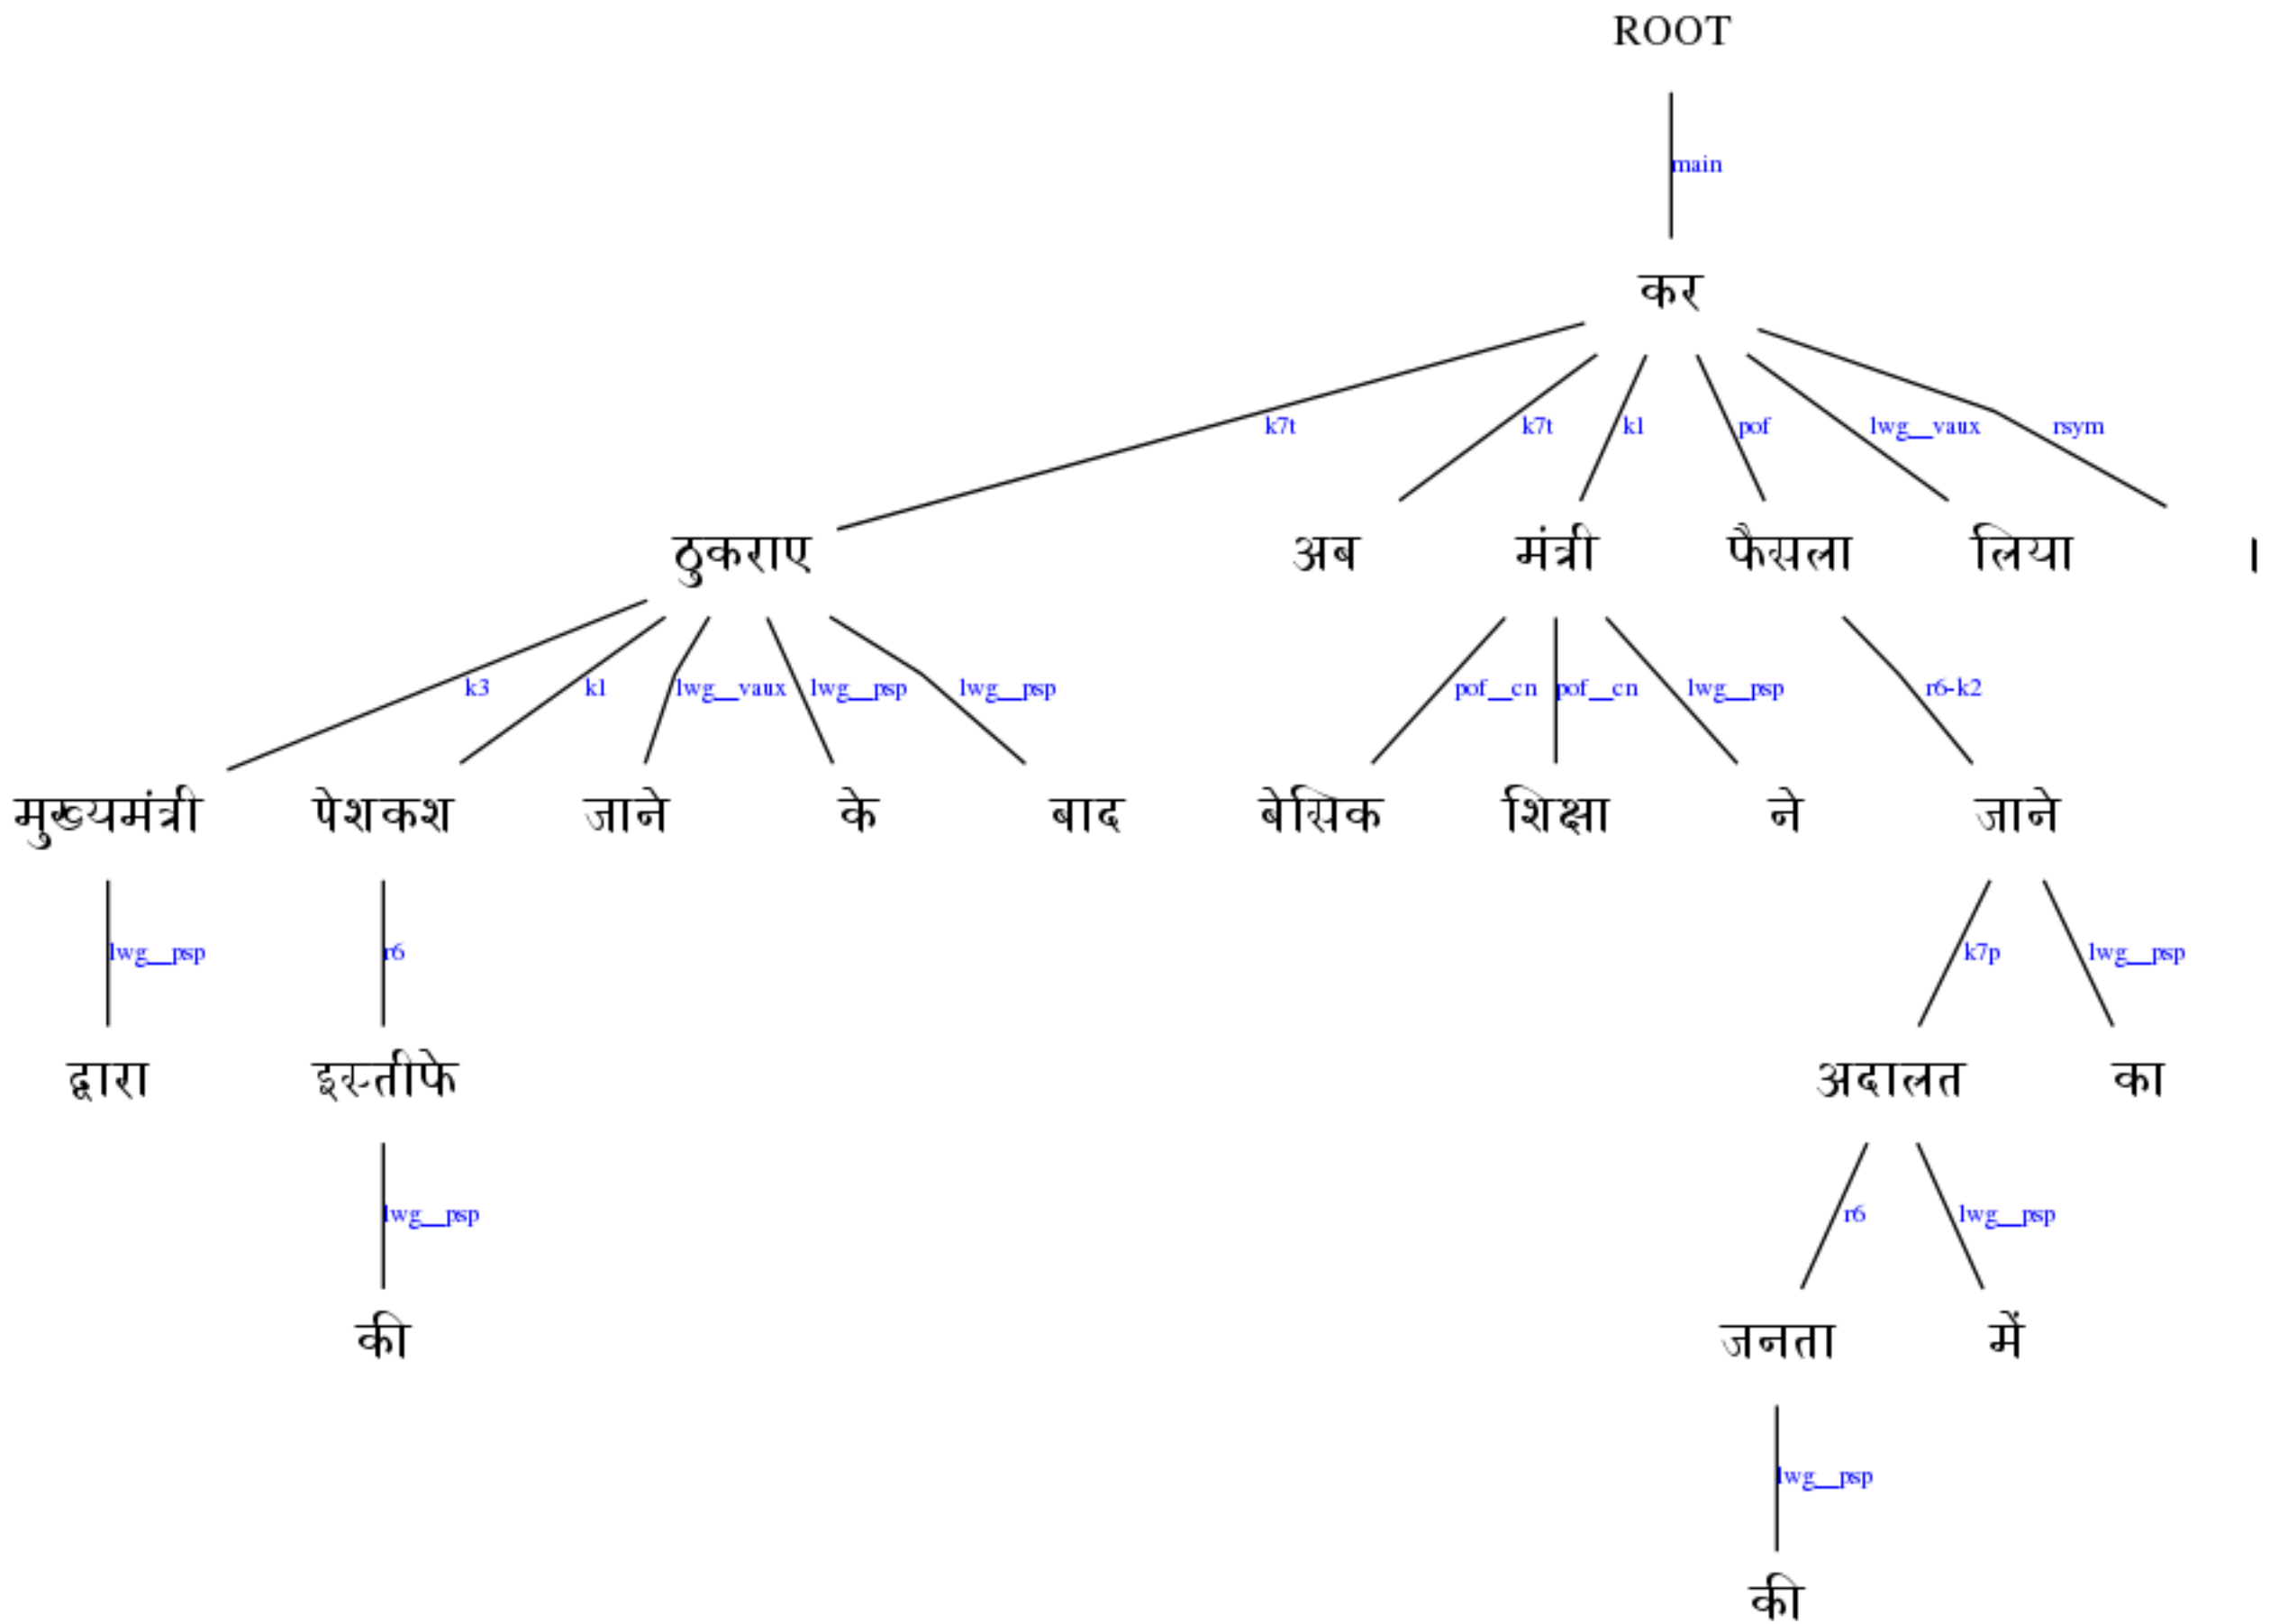 ROOT
main
कर
k7t k7t k1 pof lwg__vaux rsym
ठुकराए अब मंत्री फैसला लिया ।
k3 k1 lwg__vaux lwg__psp lwg__psp pof__cn pof__cn lwg__psp r6-k2
मुख्यमंत्री पेशकश जाने के बाद बेसिक शिक्षा ने जाने
lwg__psp r6 k7p lwg__psp
द्वारा इस्तीफे अदालत का
lwg__psp r6 lwg__psp
की जनता में
lwg__psp
की